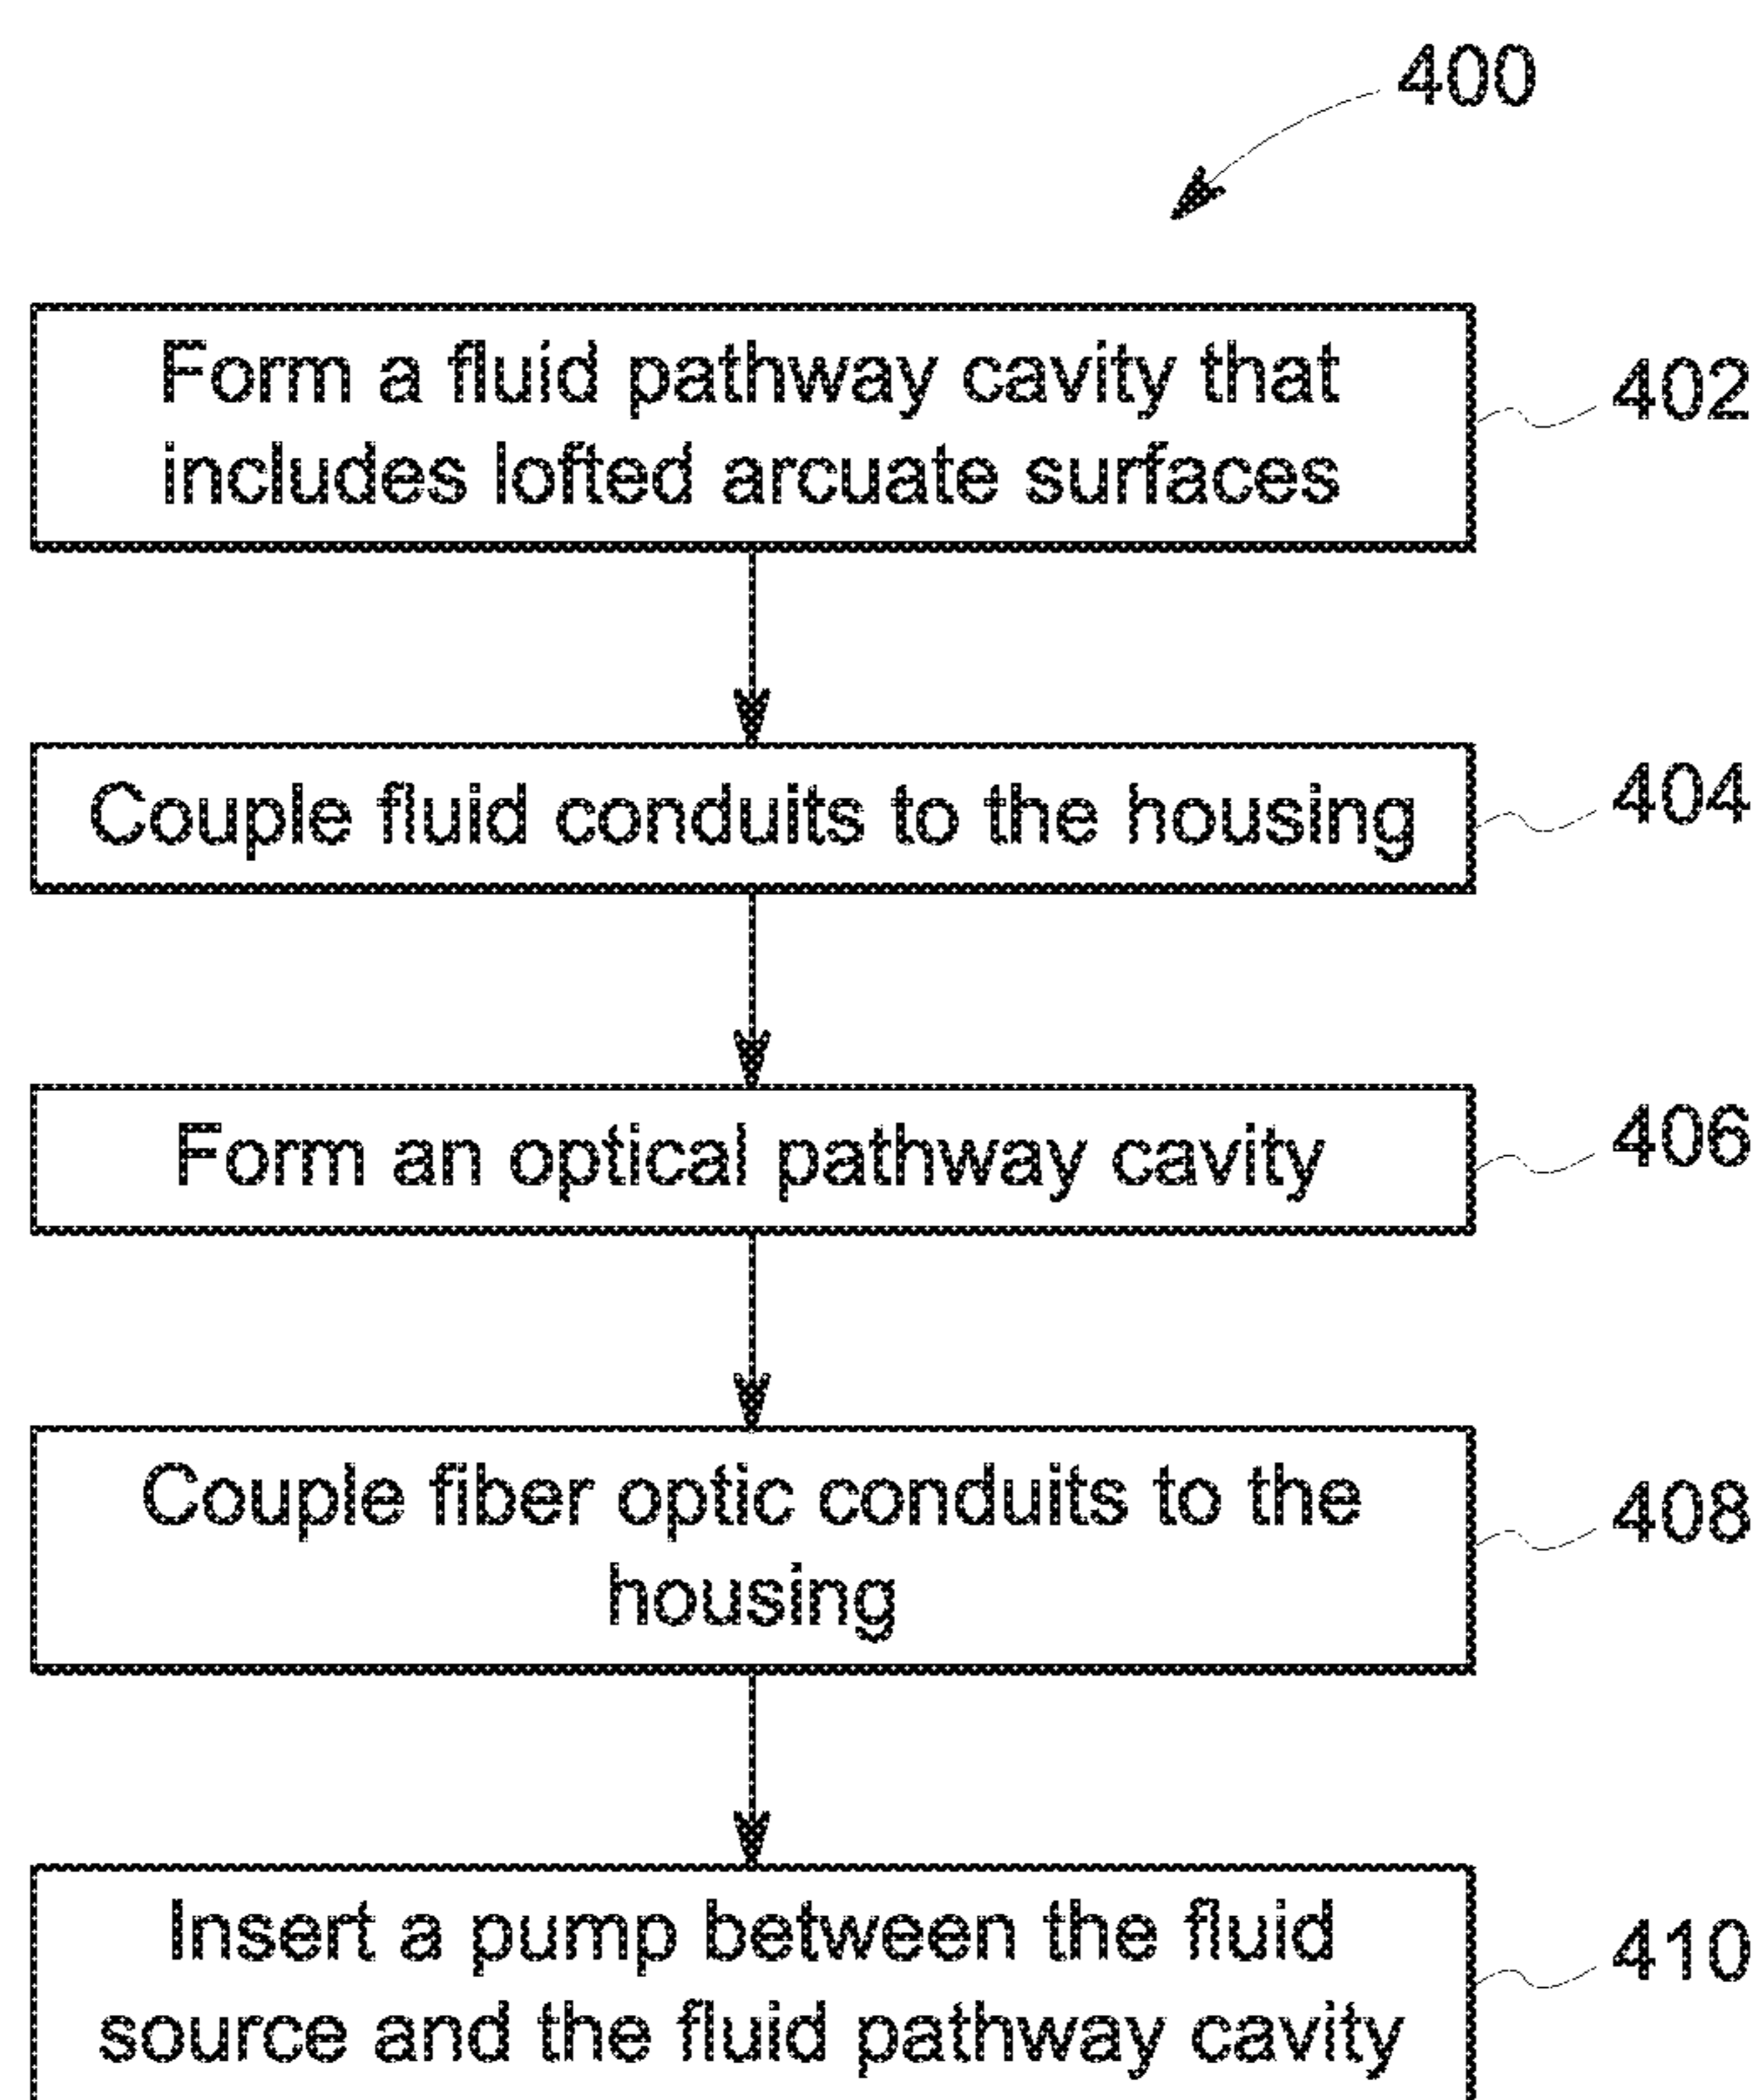 400
Form a fluid pathway cavity that
includes lofted arcuate surfaces
402
Couple fluid conduits to the housing
404
Form an optical pathway cavity
406
Couple fiber optic conduits to the
housing
408
Insert a pump between the fluid
source and the fluid pathway cavity
410